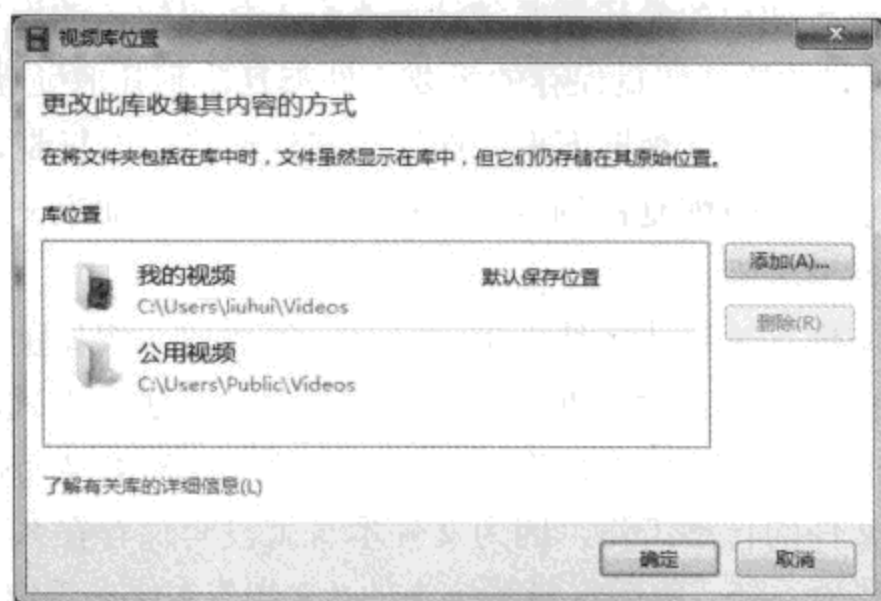 视频库位置
更改此库收集其内容的方式
在将文件夹包括在库中时，文件虽然显示在库中，但它们仍存储在其原始位置。
库位置
我的视频 默认保存位置
C:\Users\liuhui\Videos
添加(A)...
删除(R)
公用视频
C:\Users\Public\Videos
了解有关库的详细信息(L)
确定 取消